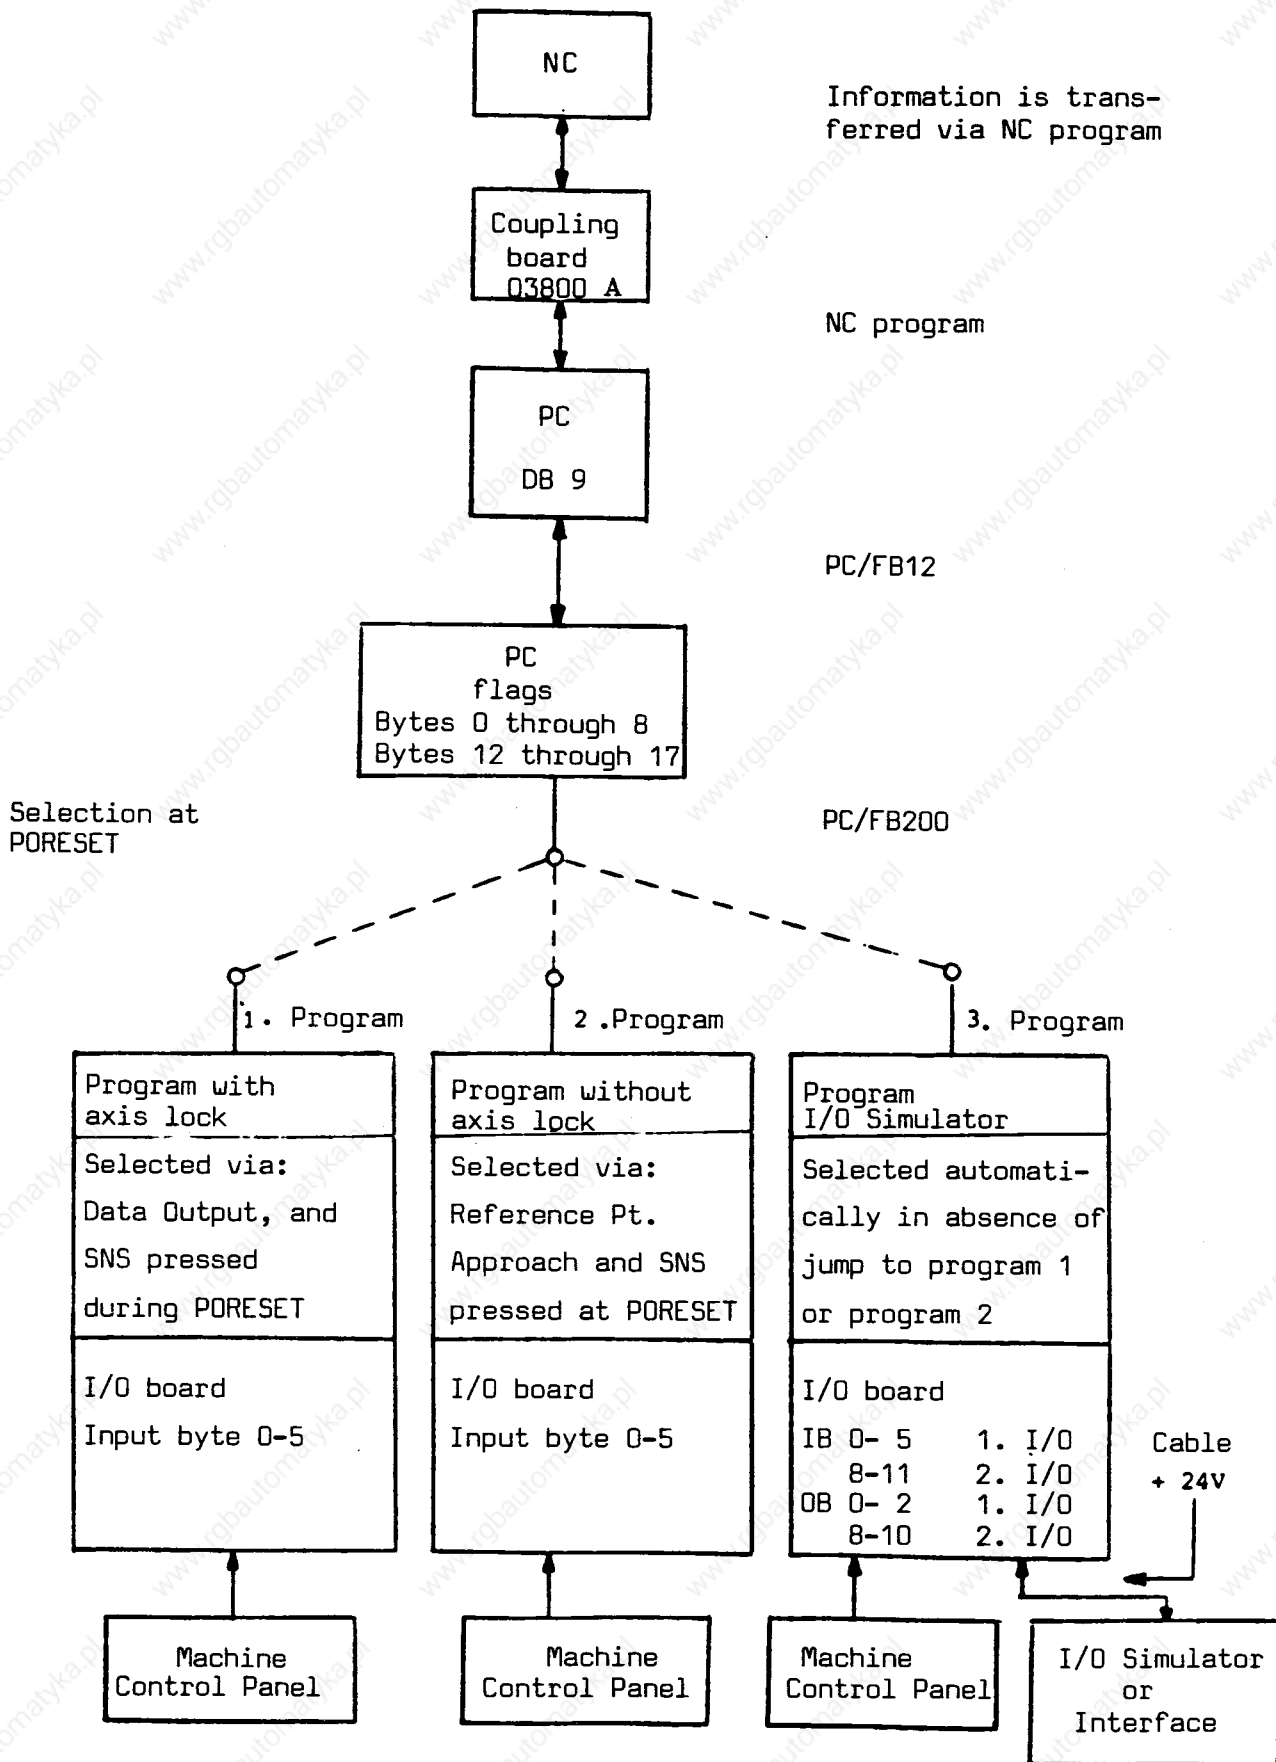 NC
Information is trans-
ferred via NC program
Coupling
board
03800 A
NC program
PC
DB 9
PC/FB12
PC
flags
Bytes 0 through 8
Bytes 12 through 17
Selection at
PORESET
PC/FB200
1. Program
2 .Program
3. Program
Program with
axis lock
Selected via:
Data Output, and
SNS pressed
during PORESET
I/O board
Input byte 0-5
Program without
axis lock
Selected via:
Reference Pt.
Approach and SNS
pressed at PORESET
I/O board
Input byte 0-5
Program
I/O Simulator
Selected automati-
cally in absence of
jump to program 1
or program 2
I/O board
IB 0- 5 1. I/O
8-11 2. I/O
OB 0- 2 1. I/O
8-10 2. I/O
Cable
+ 24V
Machine
Control Panel
Machine
Control Panel
Machine
Control Panel
I/O Simulator
or
Interface
www.rgbautomatyka.pl